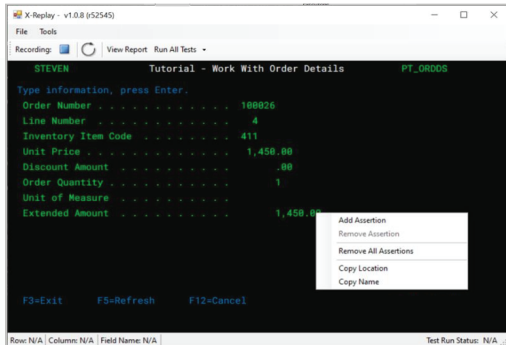 X-Replay - v1.0.8 (r52545)
File Tools
Recording: View Report Run All Tests
STEVEN Tutorial - Work With Order Details PT_ORDDS
Type information, press Enter.
Order Number . . . . . . . . . . . . 100026
Line Number . . . . . . . . . . . 4
Inventory Item Code . . . . . . . 411
Unit Price . . . . . . . . . . . . . 1,450.00
Discount Amount . . . . . . . . . . .00
Order Quantity . . . . . . . . . . . 1
Unit of Measure . . . . . . . . .
Extended Amount . . . . . . . . . . 1,450.00
Add Assertion
Remove Assertion
Remove All Assertions
Copy Location
Copy Name
F3=Exit F5=Refresh F12=Cancel
Row: N/A Column: N/A Field Name: N/A Test Run Status: N/A